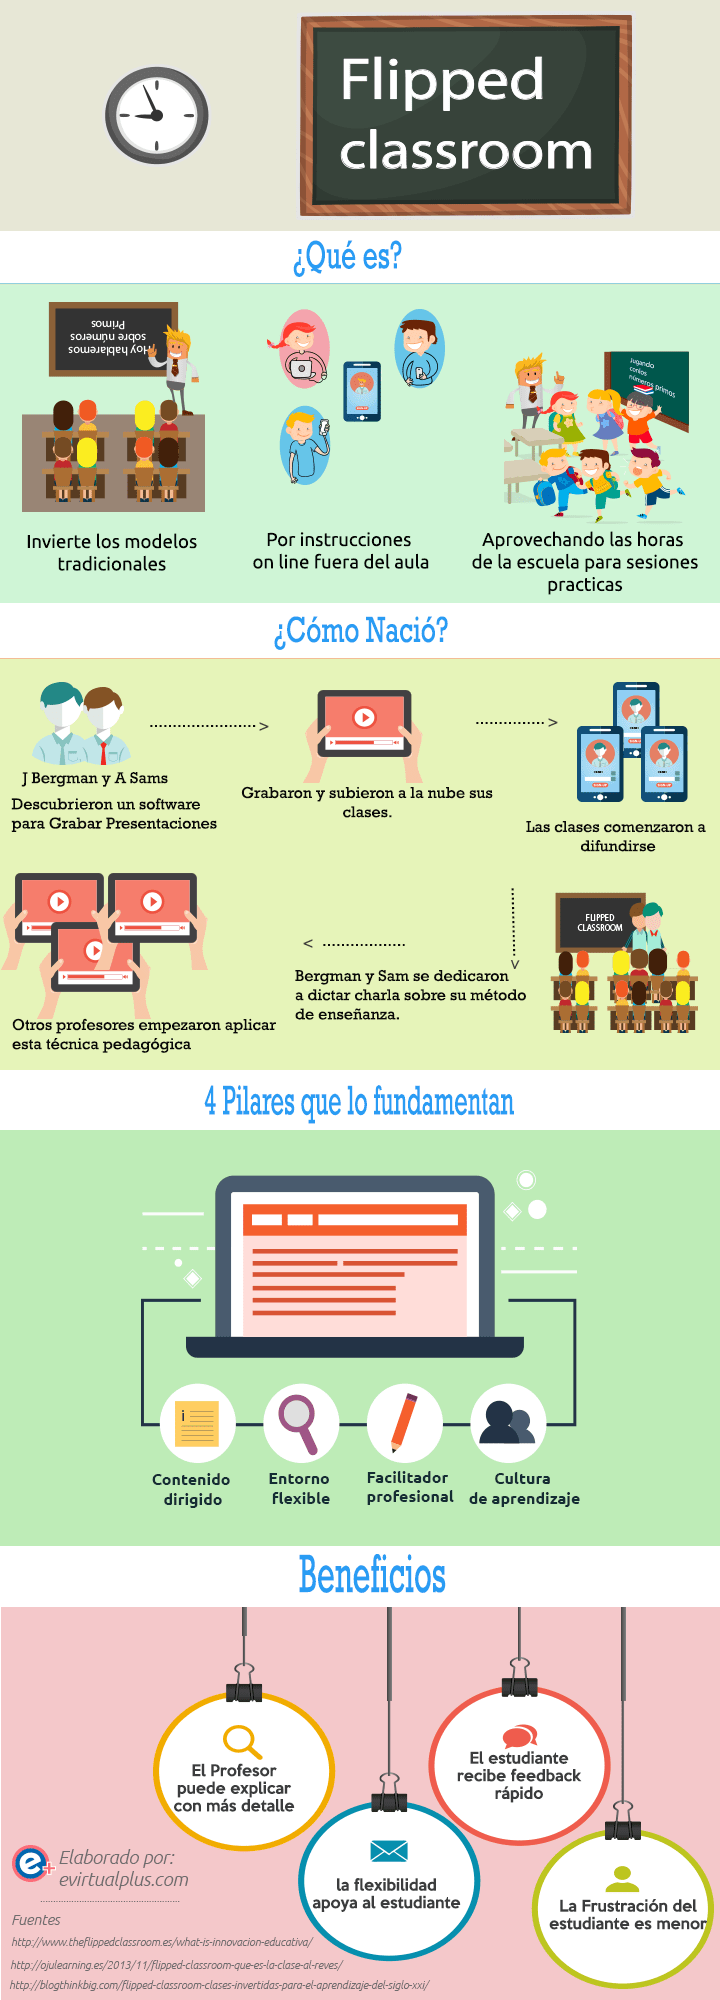 Flipped
classroom
¿Qué es?
Hoy hablaremos
sobre números
Primos
Jugando
conlos
números primos
Invierte los modelos
tradicionales
Por instrucciones
on line fuera del aula
Aprovechando las horas
de la escuela para sesiones
practicas
¿Cómo Nació?
J Bergman y A Sams
Descubrieron un software
para Grabar Presentaciones
>
Grabaron y subieron a la nube sus
clases.
>
Las clases comenzaron a
difundirse
FLIPPED
CLASSROOM
>
Bergman y Sam se dedicaron
a dictar charla sobre su método
de enseñanza.
<
Otros profesores empezaron aplicar
esta técnica pedagógica
4 Pilares que lo fundamentan
i
Contenido
dirigido
Entorno
flexible
Facilitador
profesional
Cultura
de aprendizaje
Beneficios
El Profesor
puede explicar
con más detalle
El estudiante
recibe feedback
rápido
la flexibilidad
apoya al estudiante
La Frustración del
estudiante es menor
e+
Elaborado por:
evirtualplus.com
Fuentes
http://www.theflippedclassroom.es/what-is-innovacion-educativa/
http://ojulearning.es/2013/11/flipped-classroom-que-es-la-clase-al-reves/
http://blogthinkbig.com/flipped-classroom-clases-invertidas-para-el-aprendizaje-del-siglo-xxi/